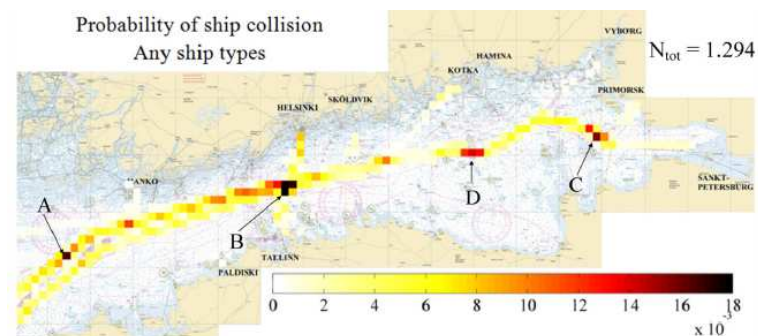 Probability of ship collision
Any ship types
VYBORG
N_tot = 1.294
HAMINA
KOTKA
SKÖLDVIK
PRIMORSK
HELSINKI
HANKO
SANKT-
PETERSBURG
A
B
C
D
TAELINN
PALDISKI
0 2 4 6 8 10 12 14 16 18
x 10⁻³